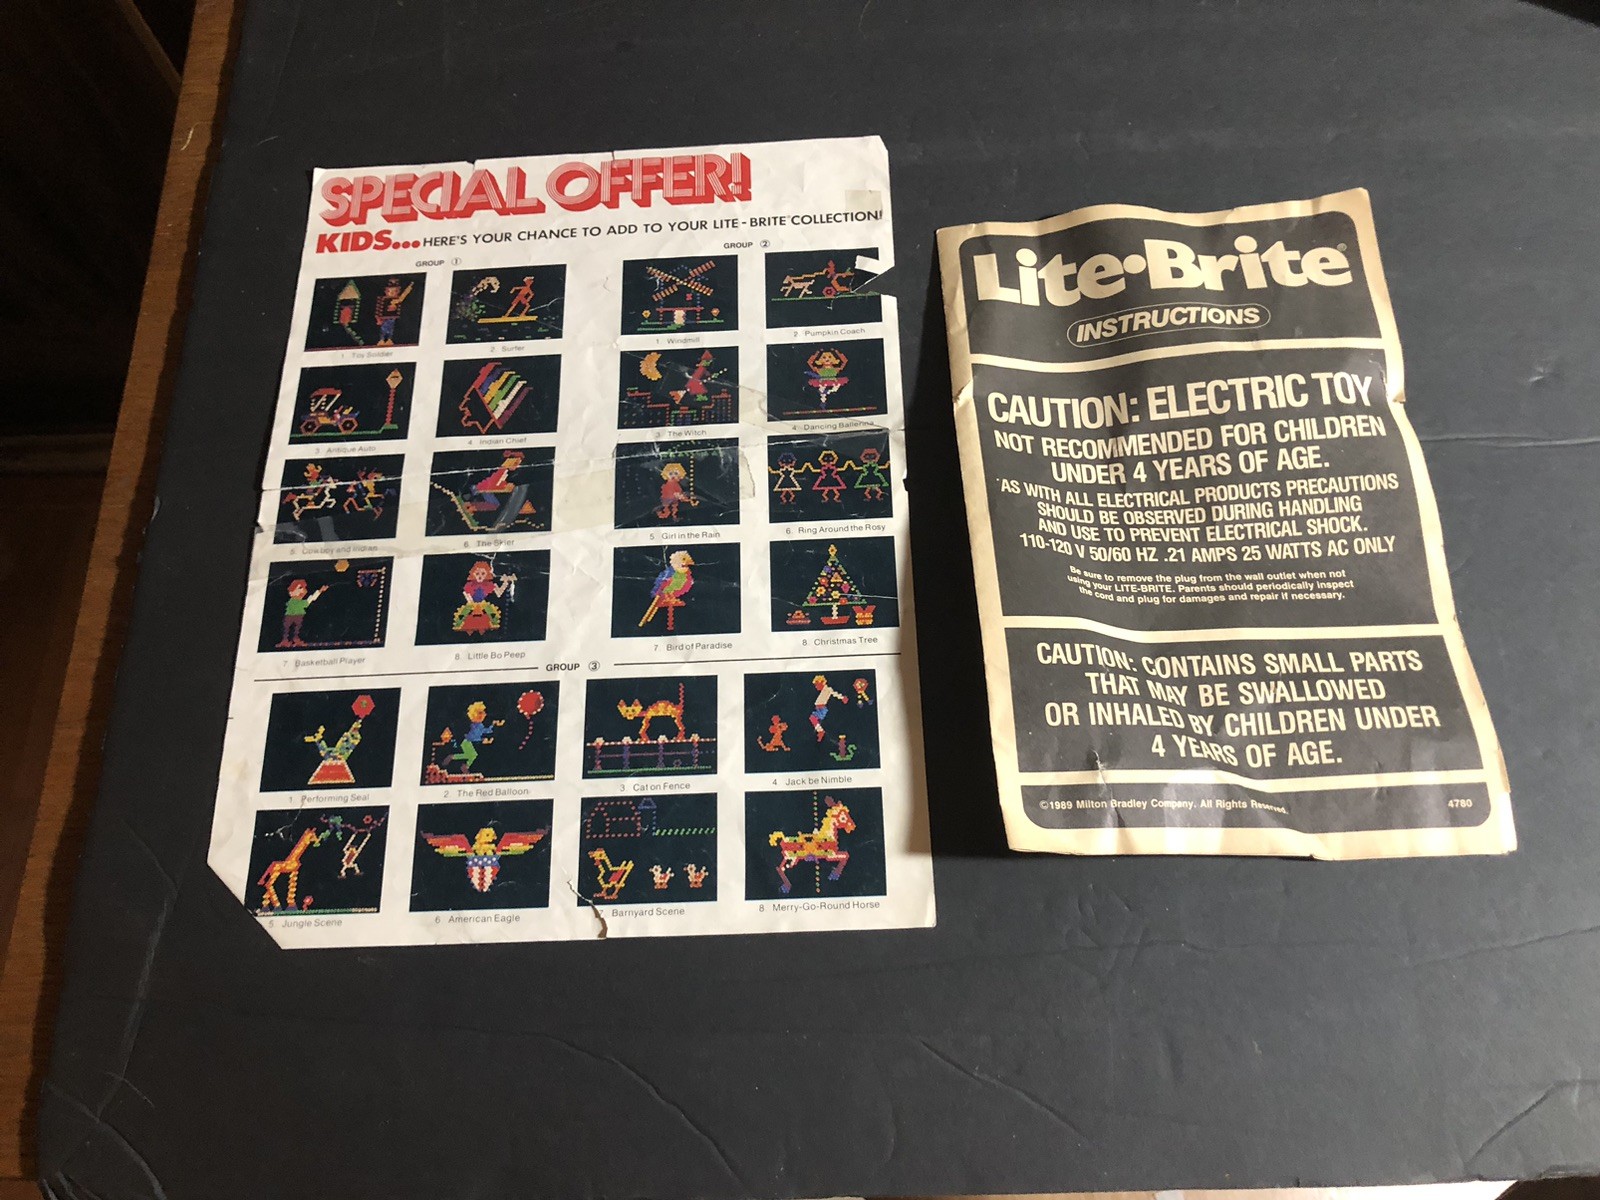 SPECIAL OFFER!
KIDS... HERE'S YOUR CHANCE TO ADD TO YOUR LITE-BRITE COLLECTION!
GROUP ①
GROUP ②
1. Toy Soldier
2. Surfer
1. Windmill
2. Pumpkin Coach
3. Antique Auto
4. Indian Chief
3. The Witch
4. Dancing Ballerina
5. Cowboy and Indian
6. The Skier
5. Girl in the Rain
6. Ring Around the Rosy
7. Basketball Player
8. Little Bo Peep
7. Bird of Paradise
8. Christmas Tree
GROUP ③
1. Performing Seal
2. The Red Balloon
3. Cat on Fence
4. Jack be Nimble
5. Jungle Scene
6. American Eagle
7. Barnyard Scene
8. Merry-Go-Round Horse
Lite•Brite®
INSTRUCTIONS
CAUTION: ELECTRIC TOY
NOT RECOMMENDED FOR CHILDREN
UNDER 4 YEARS OF AGE.
*AS WITH ALL ELECTRICAL PRODUCTS PRECAUTIONS
SHOULD BE OBSERVED DURING HANDLING
AND USE TO PREVENT ELECTRICAL SHOCK.
110-120 V 50/60 HZ .21 AMPS 25 WATTS AC ONLY
Be sure to remove the plug from the wall outlet when not
using your LITE-BRITE. Parents should periodically inspect
the cord and plug for damages and repair if necessary.
CAUTION: CONTAINS SMALL PARTS
THAT MAY BE SWALLOWED
OR INHALED BY CHILDREN UNDER
4 YEARS OF AGE.
©1989 Milton Bradley Company. All Rights Reserved.
4780